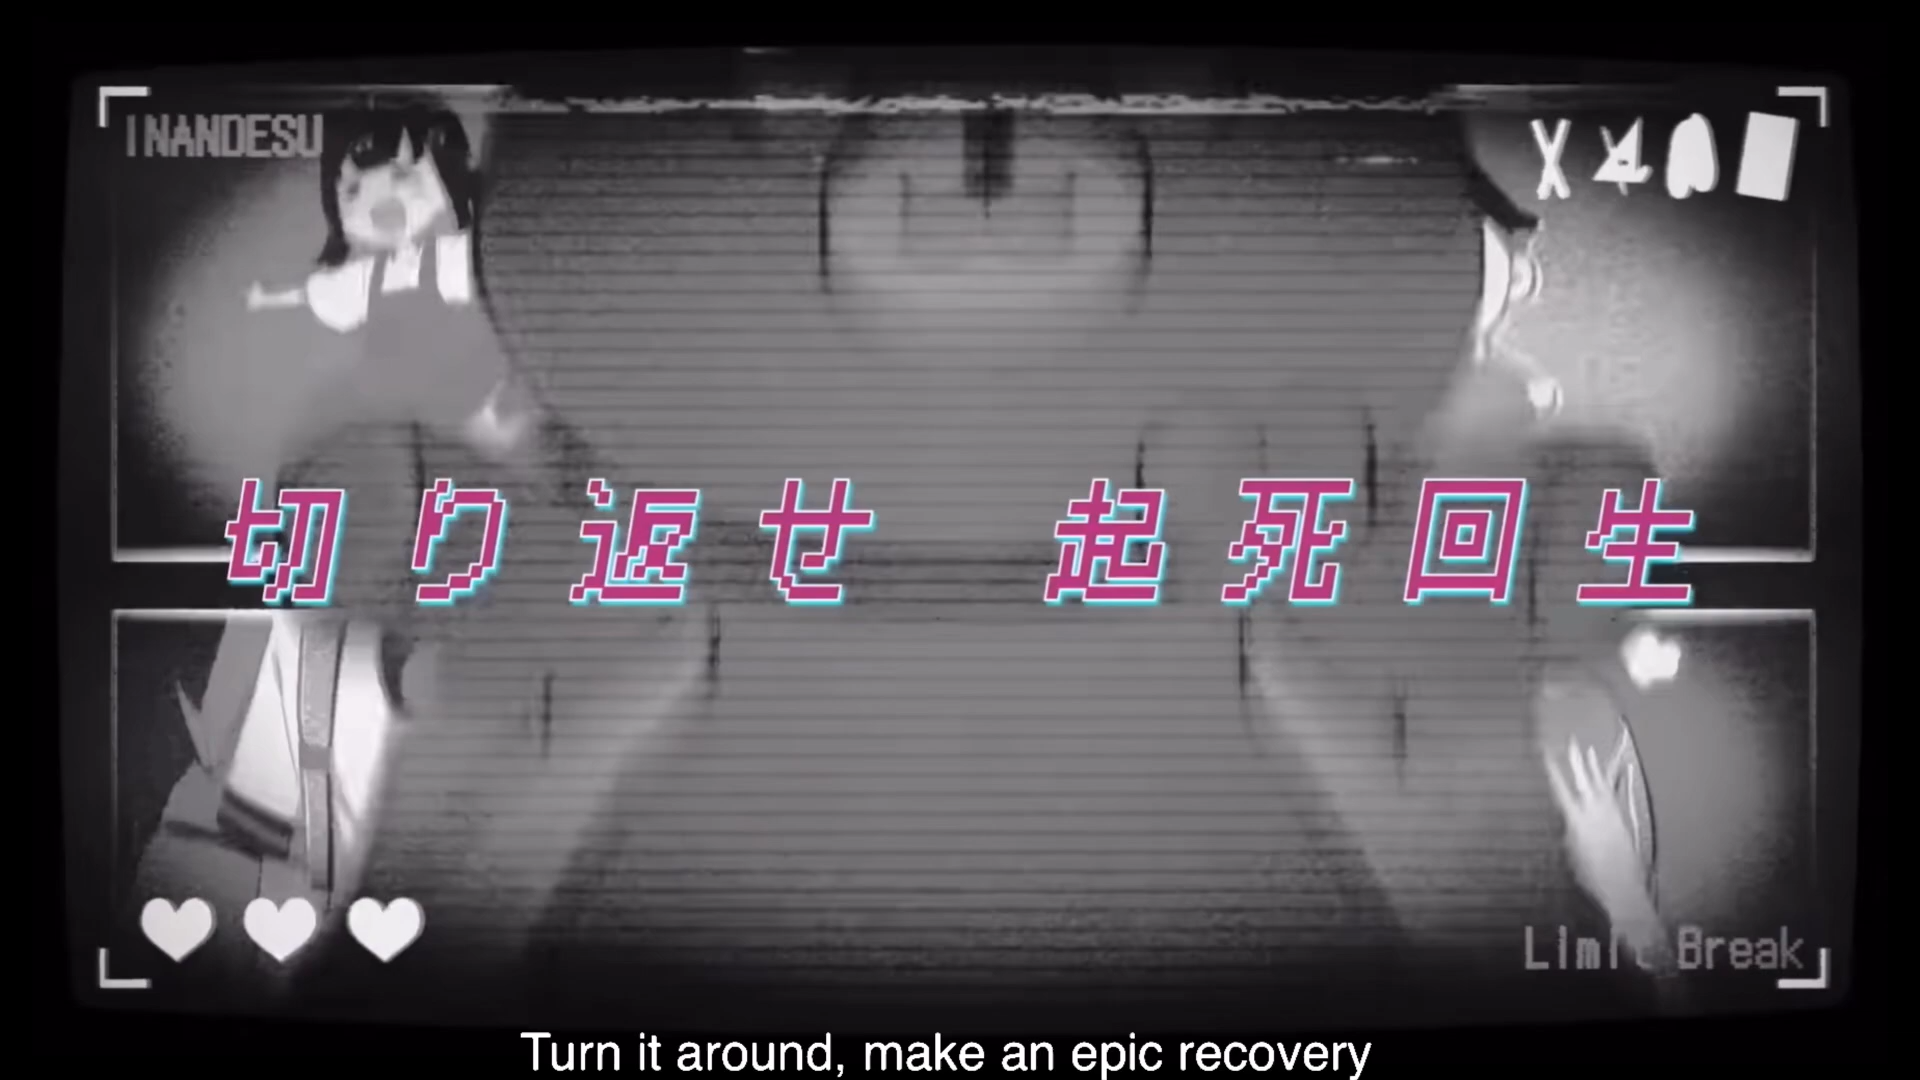 INANDESU
切り返せ 起死回生
Limit Break
Turn it around, make an epic recovery